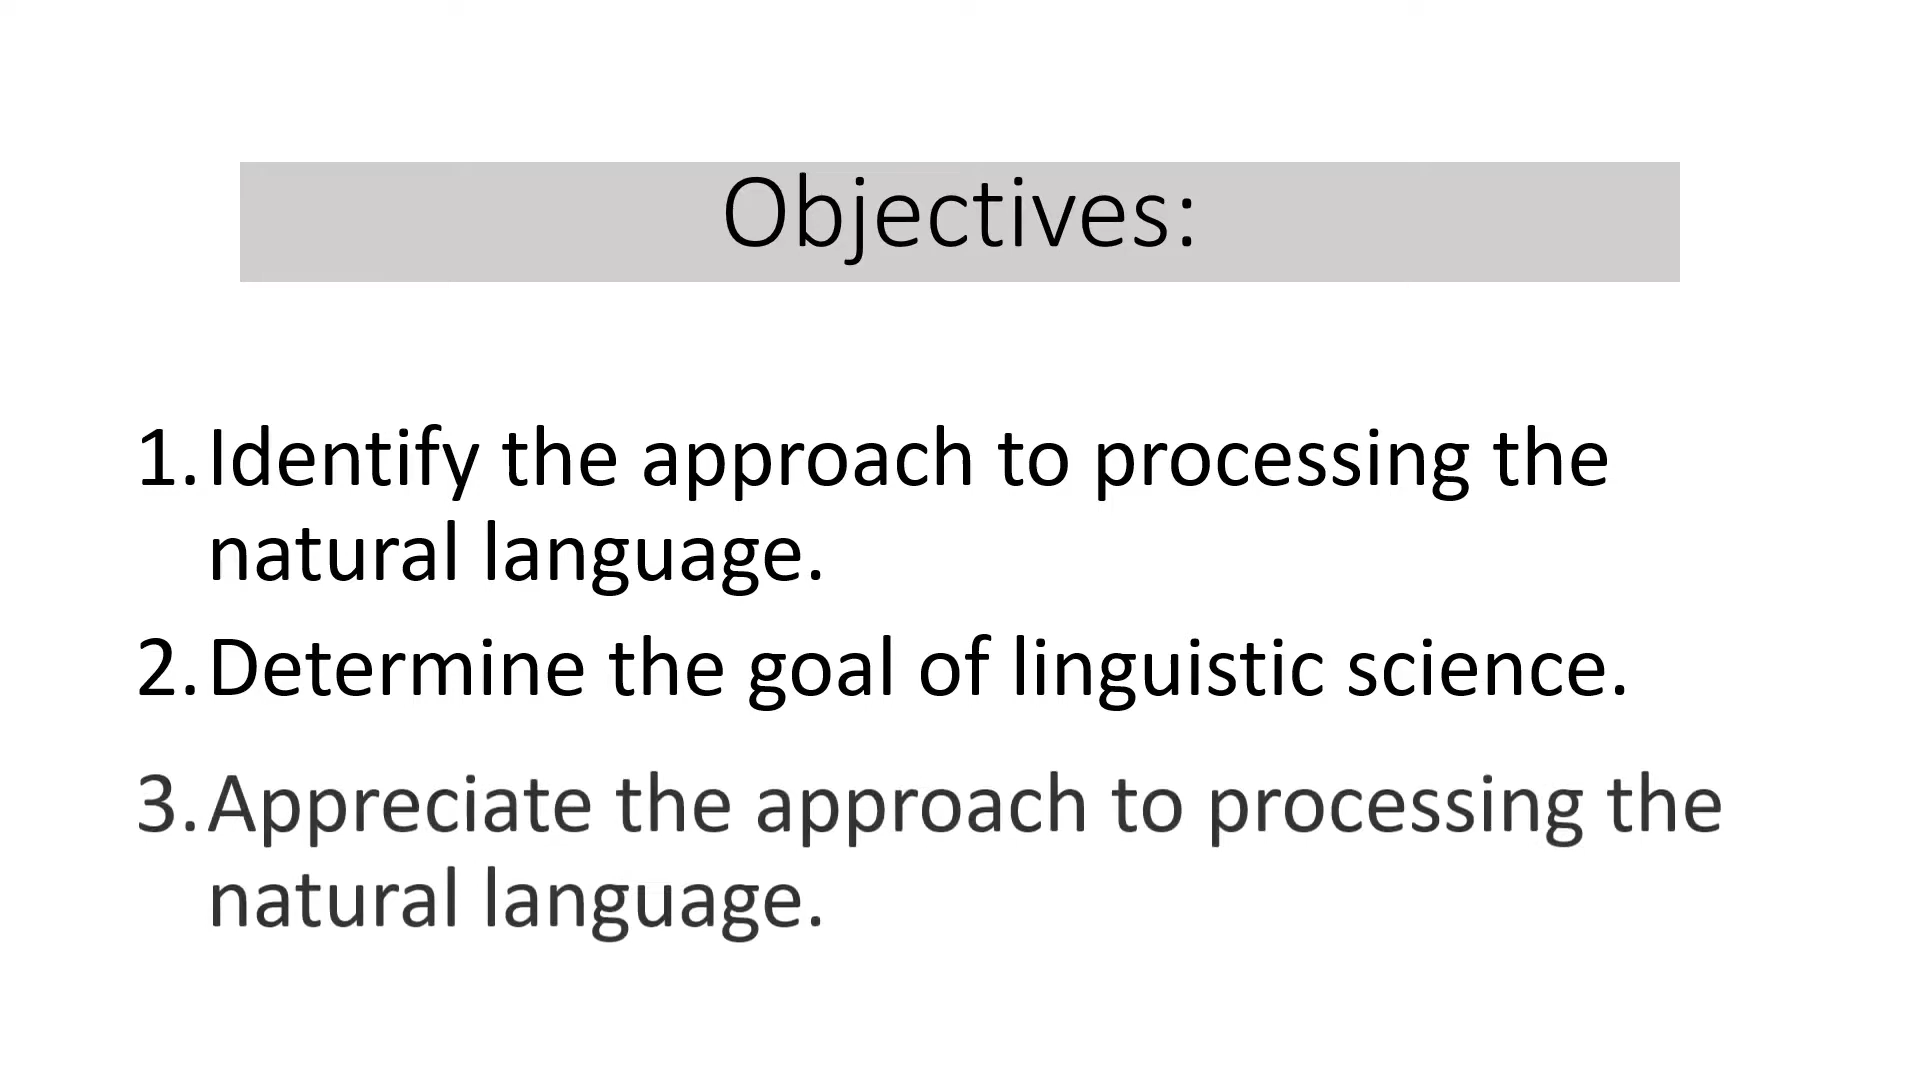 Objectives:
1. Identify the approach to processing the
natural language.
2. Determine the goal of linguistic science.
3. Appreciate the approach to processing the
natural language.